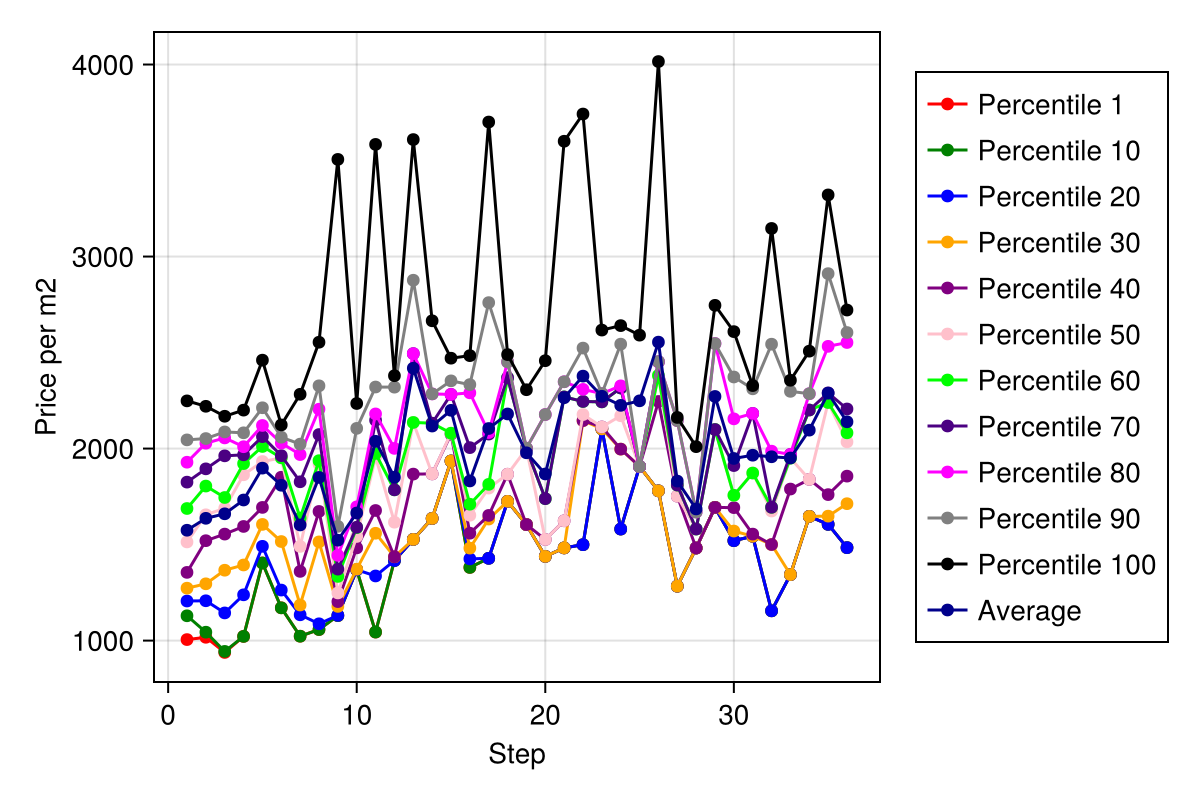 4000
3000
2000
1000
Price per m2
0 10 20 30
Step
Percentile 1
Percentile 10
Percentile 20
Percentile 30
Percentile 40
Percentile 50
Percentile 60
Percentile 70
Percentile 80
Percentile 90
Percentile 100
Average